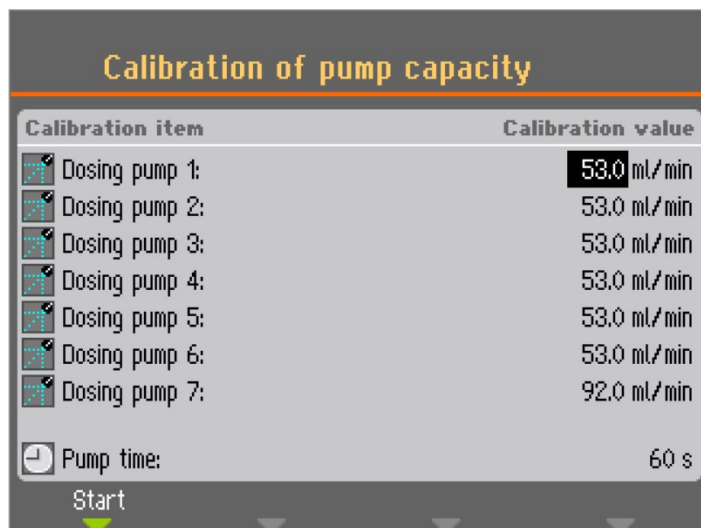 Calibration of pump capacity
Calibration item Calibration value
Dosing pump 1: 53.0 ml/min
Dosing pump 2: 53.0 ml/min
Dosing pump 3: 53.0 ml/min
Dosing pump 4: 53.0 ml/min
Dosing pump 5: 53.0 ml/min
Dosing pump 6: 53.0 ml/min
Dosing pump 7: 92.0 ml/min
Pump time: 60 s
Start